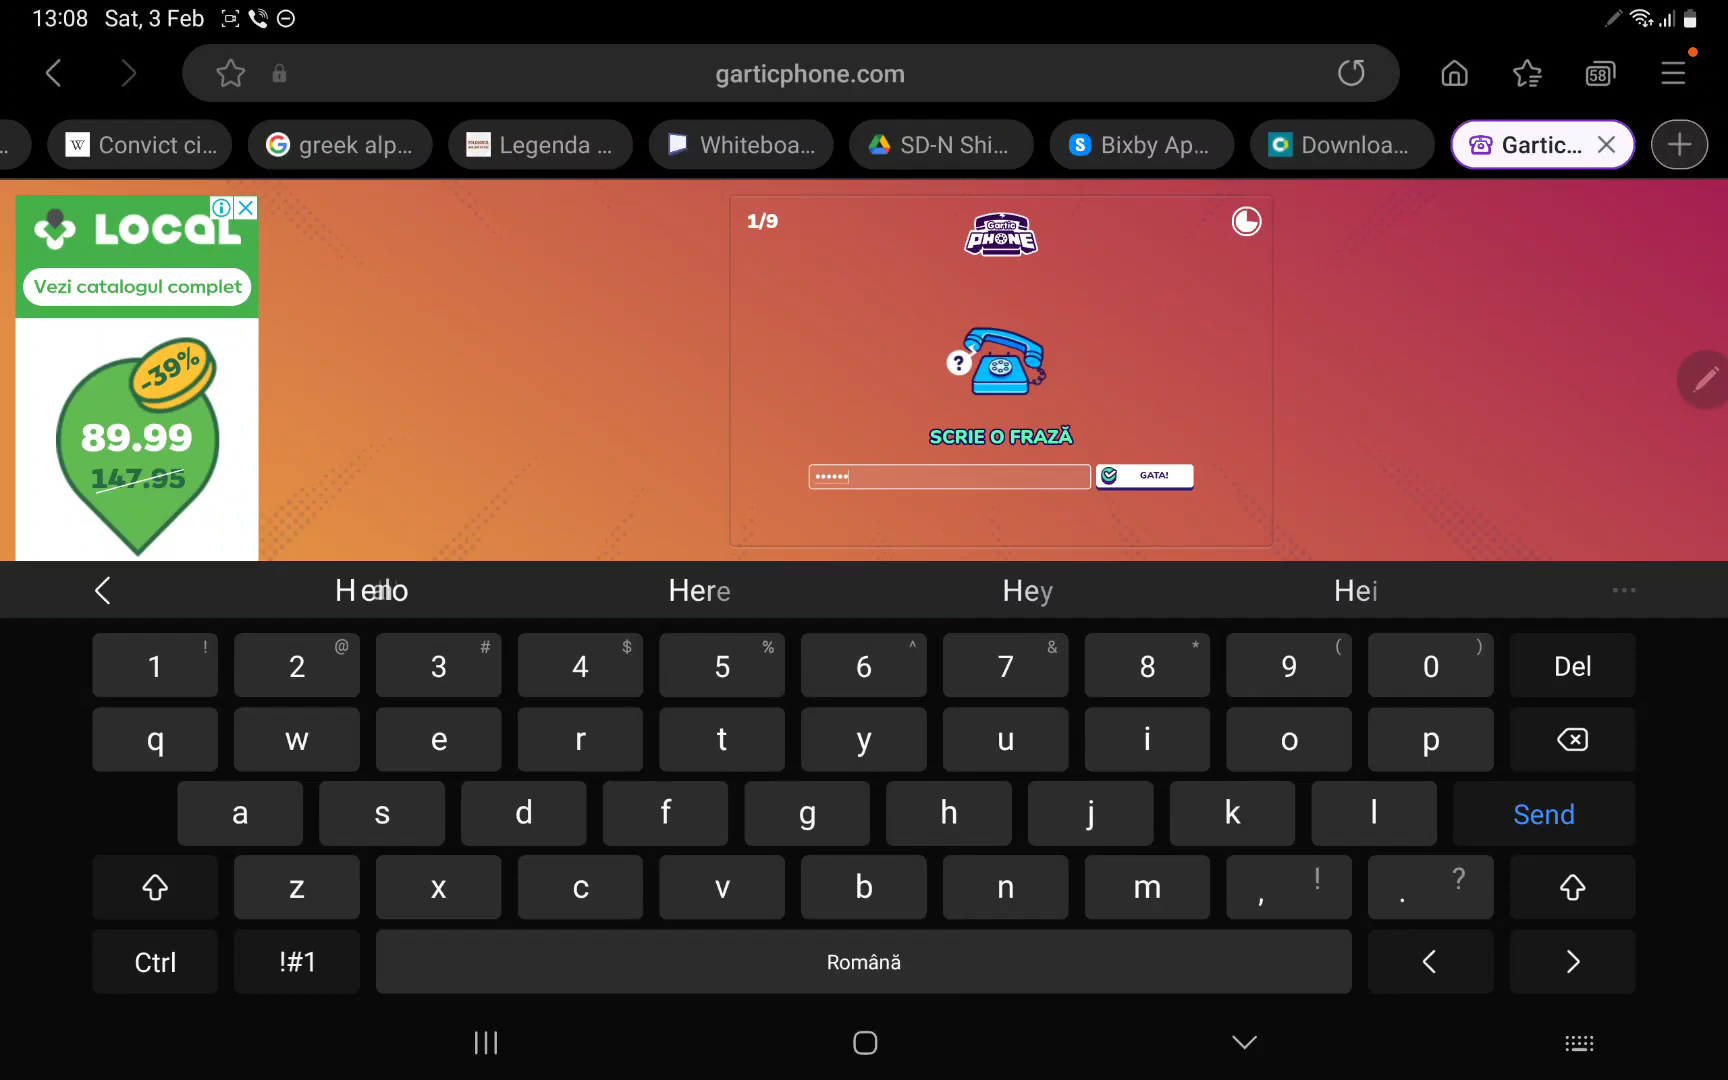 13:08 Sat, 3 Feb
garticphone.com
58
W Convict ci...
G greek alp...
Legenda ...
Whiteboa...
SD-N Shi...
S Bixby Ap...
Downloa...
Gartic...
LOCAL
Vezi catalogul complet
-39%
89.99
147.95
1/9
Gartic
PHONE
?
SCRIE O FRAZĂ
•••••• GATA!
Here Hey Hei ...
1 ! 2 @ 3 # 4 $ 5 % 6 ^ 7 & 8 * 9 ( 0 ) Del
q w e r t y u i o p
a s d f g h j k l Send
z x c v b n m , ! . ?
Ctrl !#1 Română < >